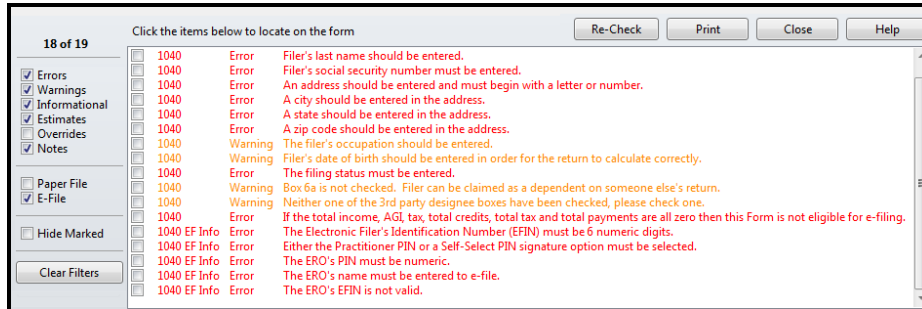 Click the items below to locate on the form
Re-Check
Print
Close
Help
18 of 19
Errors
Warnings
Informational
Estimates
Overrides
Notes
Paper File
E-File
Hide Marked
Clear Filters
1040 Error Filer's last name should be entered.
1040 Error Filer's social security number must be entered.
1040 Error An address should be entered and must begin with a letter or number.
1040 Error A city should be entered in the address.
1040 Error A state should be entered in the address.
1040 Error A zip code should be entered in the address.
1040 Warning The filer's occupation should be entered.
1040 Warning Filer's date of birth should be entered in order for the return to calculate correctly.
1040 Error The filing status must be entered.
1040 Warning Box 6a is not checked. Filer can be claimed as a dependent on someone else's return.
1040 Warning Neither one of the 3rd party designee boxes have been checked, please check one.
1040 Error If the total income, AGI, tax, total credits, total tax and total payments are all zero then this Form is not eligible for e-filing.
1040 EF Info Error The Electronic Filer's Identification Number (EFIN) must be 6 numeric digits.
1040 EF Info Error Either the Practitioner PIN or a Self-Select PIN signature option must be selected.
1040 EF Info Error The ERO's PIN must be numeric.
1040 EF Info Error The ERO's name must be entered to e-file.
1040 EF Info Error The ERO's EFIN is not valid.